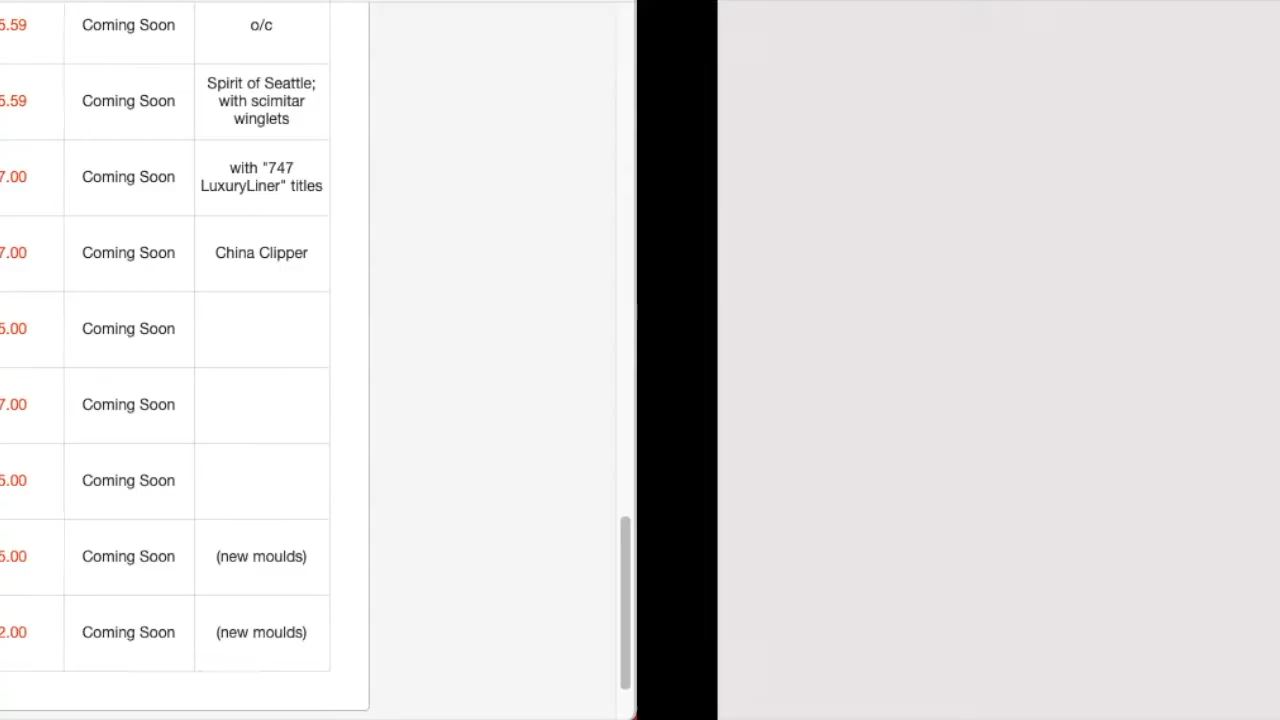 5.59 Coming Soon o/c
Spirit of Seattle;
5.59 Coming Soon with scimitar
winglets
with "747
7.00 Coming Soon
LuxuryLiner" titles
7.00 Coming Soon China Clipper
5.00 Coming Soon
7.00 Coming Soon
5.00 Coming Soon
5.00 Coming Soon (new moulds)
2.00 Coming Soon (new moulds)